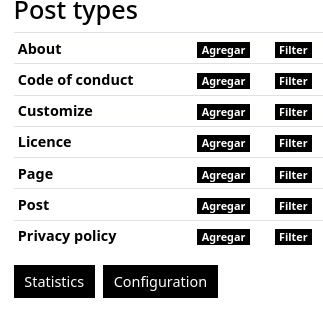 Post types
About Agregar Filter
Code of conduct Agregar Filter
Customize Agregar Filter
Licence Agregar Filter
Page Agregar Filter
Post Agregar Filter
Privacy policy Agregar Filter
Statistics Configuration